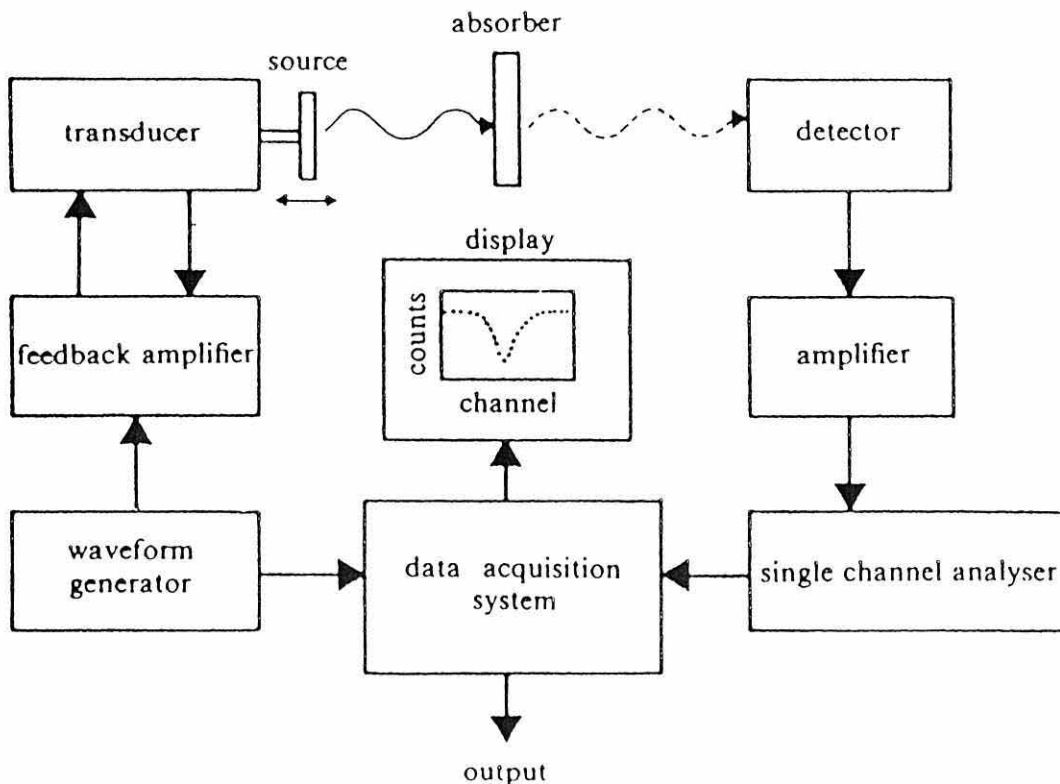 absorber
source
transducer
detector
display
counts
channel
feedback amplifier
amplifier
waveform
generator
data acquisition
system
single channel analyser
output